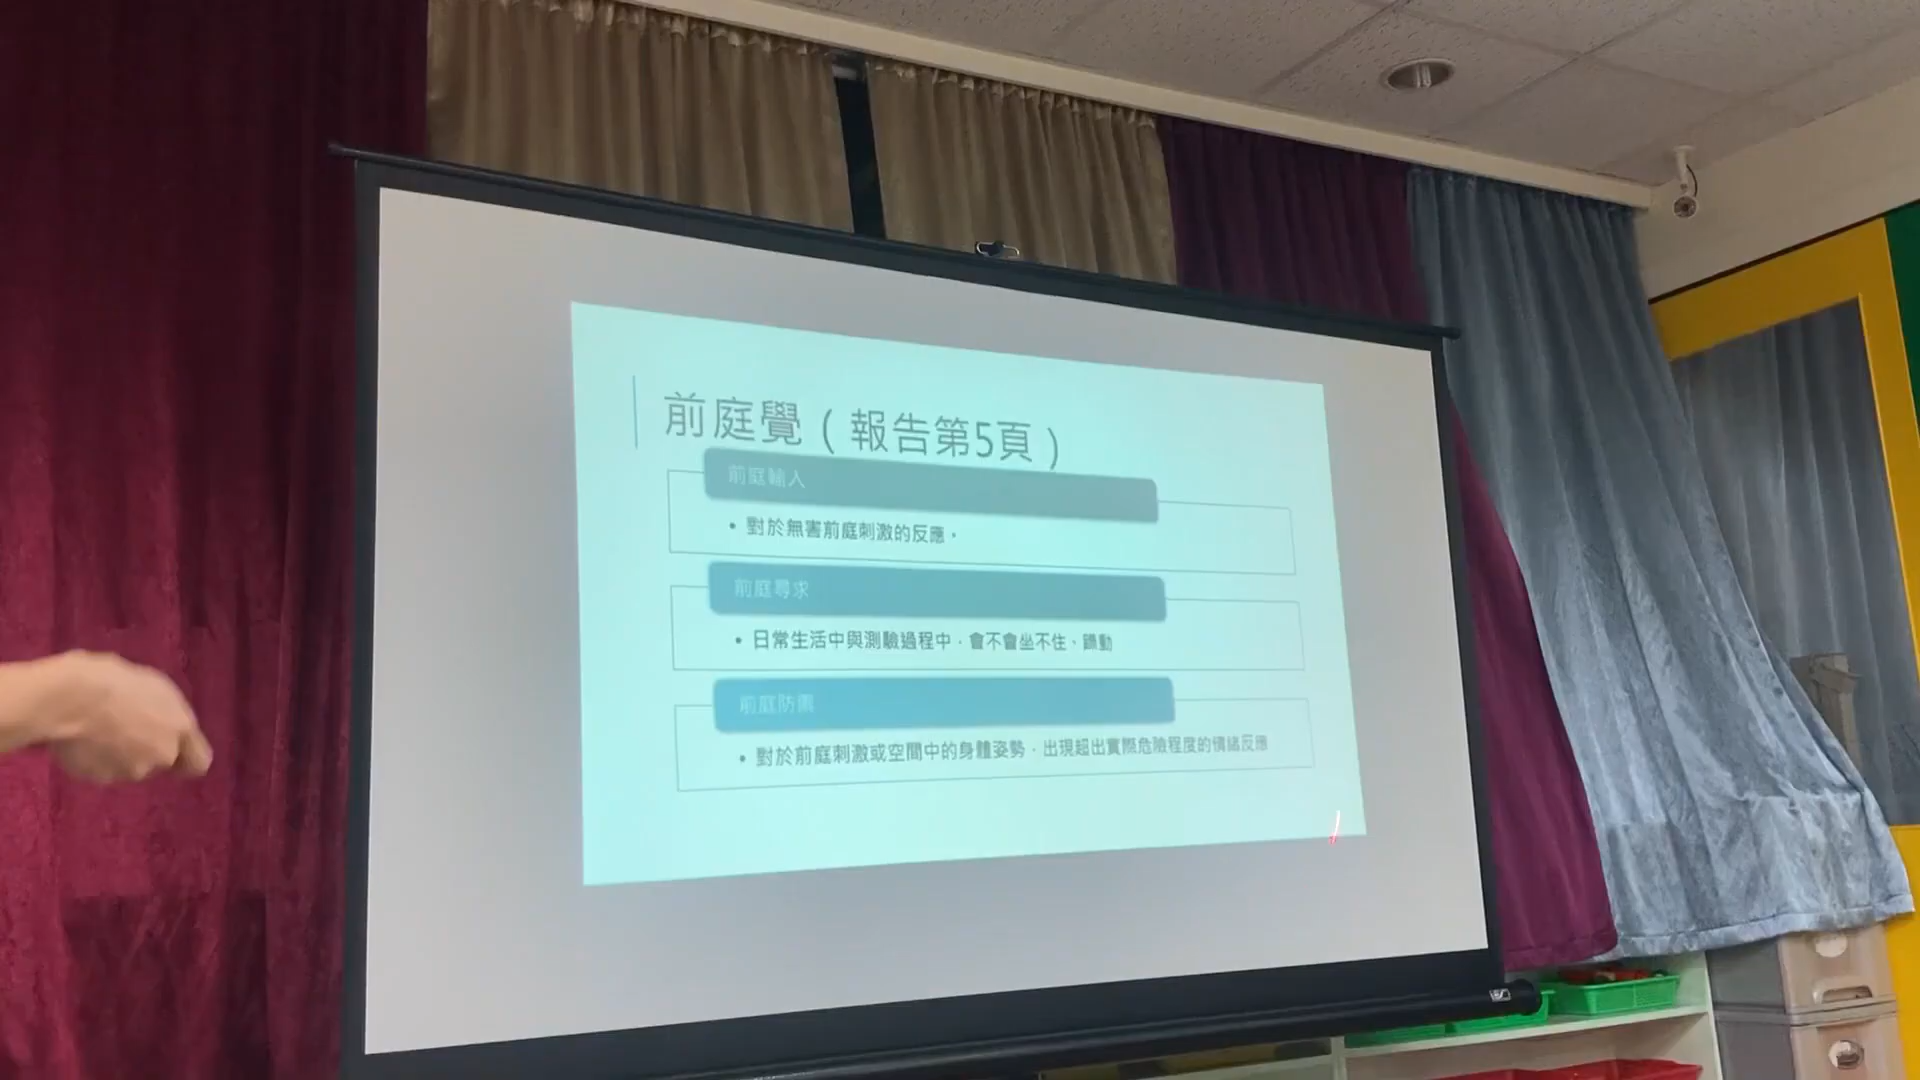 前庭覺（報告第5頁）
前庭輸入
• 對於無害前庭刺激的反應。
前庭尋求
• 日常生活中與測驗過程中，會不會坐不住、躁動
前庭防禦
• 對於前庭刺激或空間中的身體姿勢，出現超出實際危險程度的情緒反應